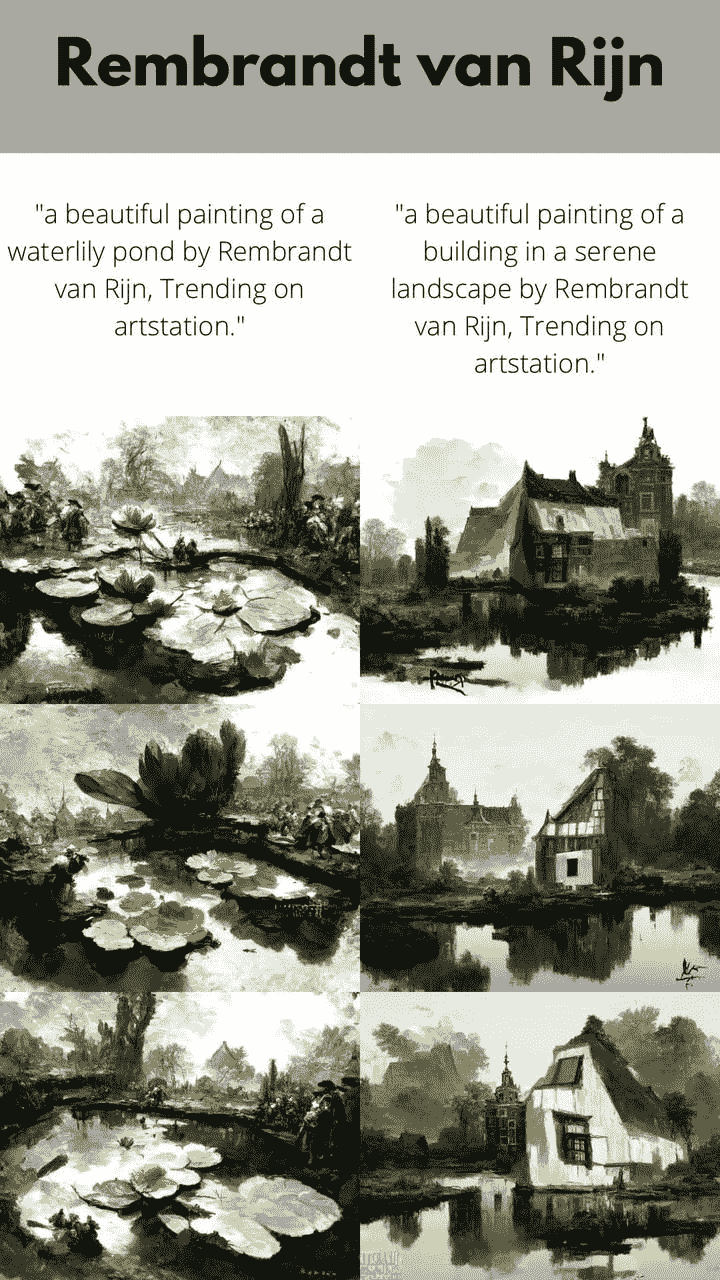 Rembrandt van Rijn
"a beautiful painting of a
waterlily pond by Rembrandt
van Rijn, Trending on
artstation."
"a beautiful painting of a
building in a serene
landscape by Rembrandt
van Rijn, Trending on
artstation."